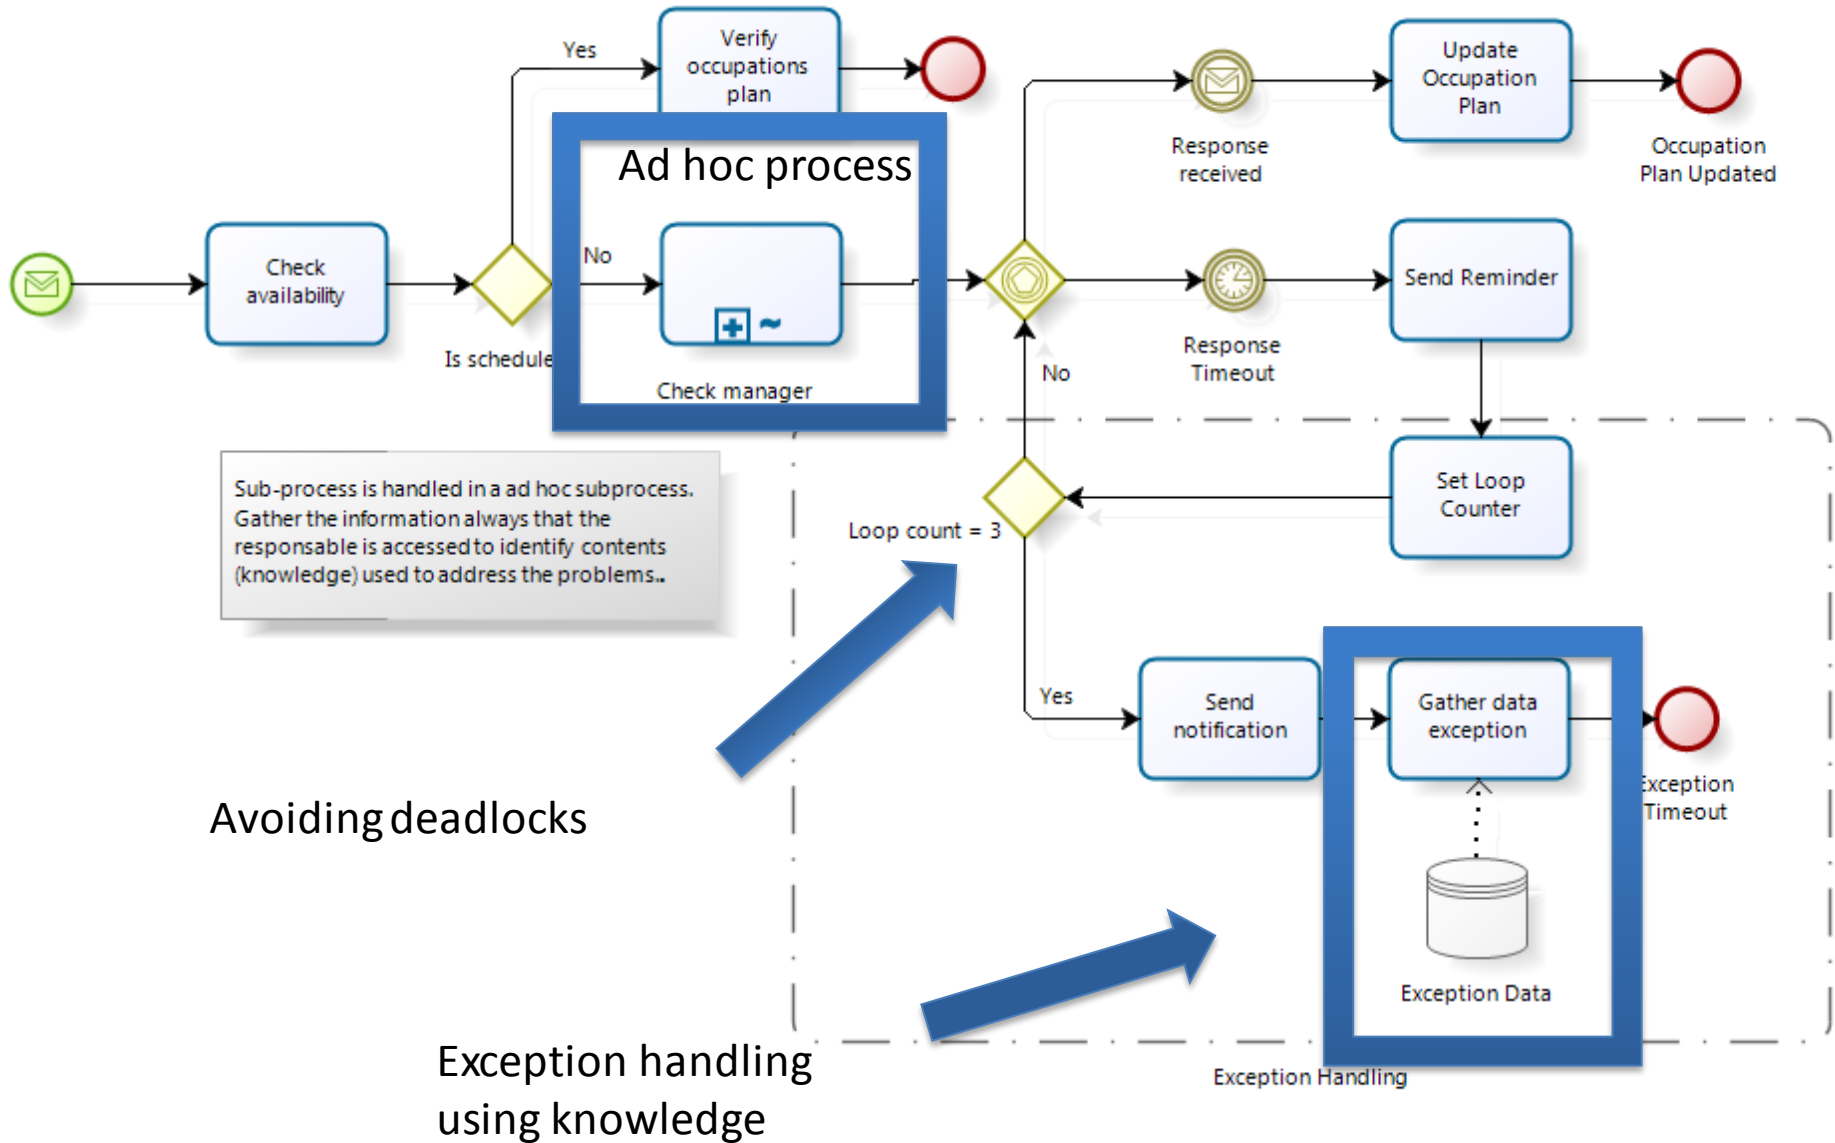 Yes
Verify
occupations
plan
Update
Occupation
Plan
Response
received
Occupation
Plan Updated
Ad hoc process
No
Check
availability
Is schedule
Check manager
Response
Timeout
Send Reminder
No
Sub-process is handled in a ad hoc subprocess.
Gather the information always that the
responsable is accessed to identify contents
(knowledge) used to address the problems..
Loop count = 3
Set Loop
Counter
Yes
Send
notification
Gather data
exception
Exception
Timeout
Avoiding deadlocks
Exception Data
Exception handling
using knowledge
Exception Handling